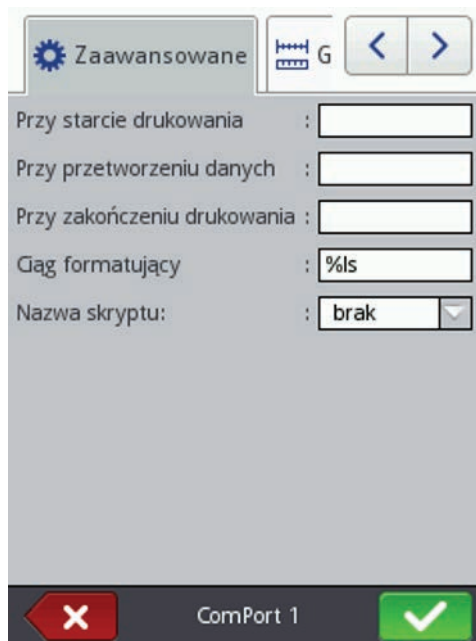 Zaawansowane G
Przy starcie drukowania :
Przy przetworzeniu danych :
Przy zakończeniu drukowania :
Ciąg formatujący : %ls
Nazwa skryptu: : brak
ComPort 1